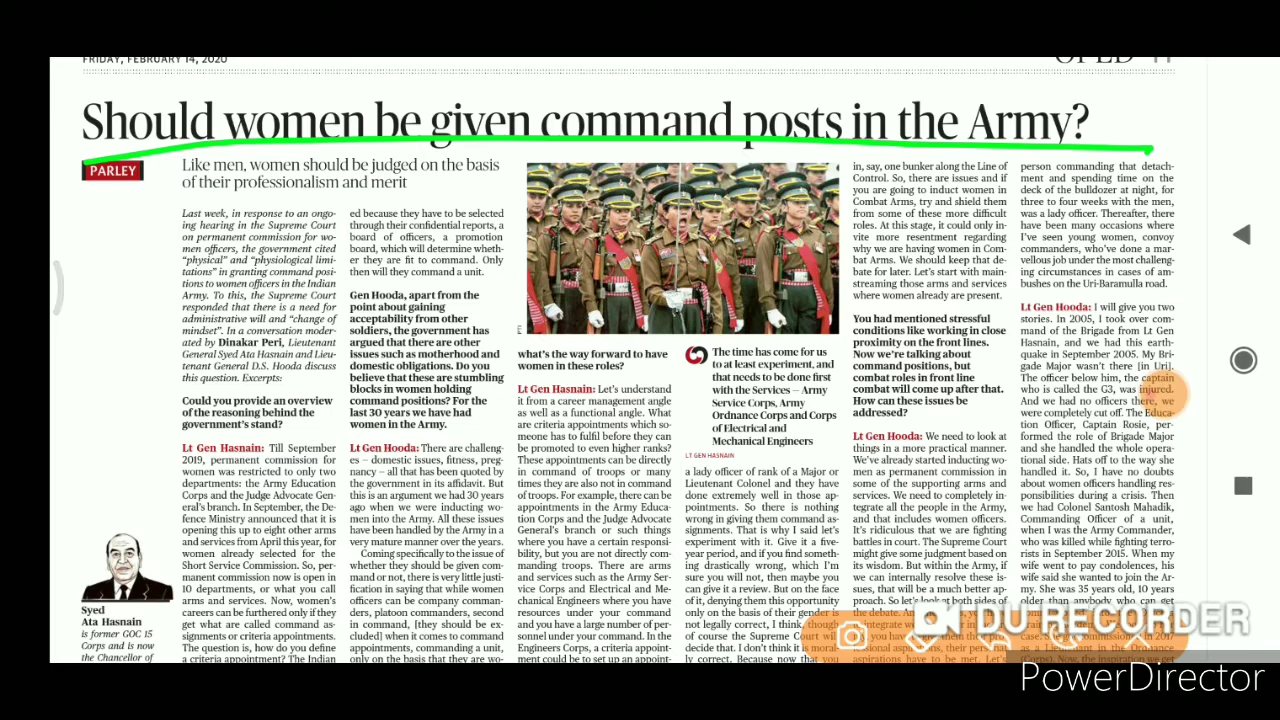 FRIDAY, FEBRUARY 14, 2020
Should women be given command posts in the Army?
PARLEY
Like men, women should be judged on the basis
of their professionalism and merit
Last week, in response to an ongo-
ing hearing in the Supreme Court
on permanent commission for wo-
men officers, the government cited
"physical" and "physiological limi-
tations" in granting command posi-
tions to women officers in the Indian
Army. To this, the Supreme Court
responded that there is a need for
administrative will and "change of
mindset". In a conversation moder-
ated by Dinakar Peri, Lieutenant
General Syed Ata Hasnain and Lieu-
tenant General D.S. Hooda discuss
this question. Excerpts:
Could you provide an overview
of the reasoning behind the
government's stand?
Lt Gen Hasnain: Till September
2019, permanent commission for
women was restricted to only two
departments: the Army Education
Corps and the Judge Advocate Gen-
eral's branch. In September, the De-
fence Ministry announced that it is
opening this up to eight other arms
and services from April this year, for
women already selected for the
Short Service Commission. So, per-
manent commission now is open in
10 departments, or what you call
arms and services. Now, women's
careers can be furthered only if they
get what are called command as-
signments or criteria appointments.
The question is, how do you define
a criteria appointment? The Indian
Syed
Ata Hasnain
is former GOC 15
Corps and is now
the Chancellor of
ed because they have to be selected
through their confidential reports, a
board of officers, a promotion
board, which will determine wheth-
er they are fit to command. Only
then will they command a unit.
Gen Hooda, apart from the
point about gaining
acceptability from other
soldiers, the government has
argued that there are other
issues such as motherhood and
domestic obligations. Do you
believe that these are stumbling
blocks in women holding
command positions? For the
last 30 years we have had
women in the Army.
Lt Gen Hooda: There are challeng-
es – domestic issues, fitness, preg-
nancy – all that has been quoted by
the government in its affidavit. But
this is an argument we had 30 years
ago when we were inducting wo-
men into the Army. All these issues
have been handled by the Army in a
very mature manner over the years.
Coming specifically to the issue of
whether they should be given com-
mand or not, there is very little justi-
fication in saying that while women
officers can be company comman-
ders, platoon commanders, second
in command, [they should be ex-
cluded] when it comes to command
appointments, commanding a unit,
only on the basis that they are wo-
E
what's the way forward to have
women in these roles?
Lt Gen Hasnain: Let's understand
it from a career management angle
as well as a functional angle. What
are criteria appointments which so-
meone has to fulfil before they can
be promoted to even higher ranks?
These appointments can be directly
in command of troops or many
times they are also not in command
of troops. For example, there can be
appointments in the Army Educa-
tion Corps and the Judge Advocate
General's branch or such things
where you have a certain responsi-
bility, but you are not directly com-
manding troops. There are arms
and services such as the Army Ser-
vice Corps and Electrical and Me-
chanical Engineers where you have
resources under your command
and you have a large number of per-
sonnel under your command. In the
Engineers Corps, a criteria appoint-
ment could be to set up an appoint-
The time has come for us
to at least experiment, and
that needs to be done first
with the Services – Army
Service Corps, Army
Ordnance Corps and Corps
of Electrical and
Mechanical Engineers
LT GEN HASNAIN
a lady officer of rank of a Major or
Lieutenant Colonel and they have
done extremely well in those ap-
pointments. So there is nothing
wrong in giving them command as-
signments. That is why I said let's
experiment with it. Give it a five-
year period, and if you find someth-
ing drastically wrong, which I'm
sure you will not, then maybe you
can give it a review. But on the face
of it, denying them this opportunity
only on the basis of their gender is
not legally correct, I think, though
of course the Supreme Court will
decide that. I don't think it is moral-
ly correct. Because now that you
in, say, one bunker along the Line of
Control. So, there are issues and if
you are going to induct women in
Combat Arms, try and shield them
from some of these more difficult
roles. At this stage, it could only in-
vite more resentment regarding
why we are having women in Com-
bat Arms. We should keep that de-
bate for later. Let's start with main-
streaming those arms and services
where women already are present.
You had mentioned stressful
conditions like working in close
proximity on the front lines.
Now we're talking about
command positions, but
combat roles in front line
combat will come up after that.
How can these issues be
addressed?
Lt Gen Hooda: We need to look at
things in a more practical manner.
We've already started inducting wo-
men as permanent commission in
some of the supporting arms and
services. We need to completely in-
tegrate all the people in the Army,
and that includes women officers.
It's ridiculous that we are fighting
battles in court. The Supreme Court
might give some judgment based on
its wisdom. But within the Army, if
we can internally resolve these is-
sues, that will be a much better ap-
proach. So let's look at both sides of
the debate.
person commanding that detach-
ment and spending time on the
deck of the bulldozer at night, for
three to four weeks with the men,
was a lady officer. Thereafter, there
have been many occasions where
I've seen young women, convoy
commanders, who've done a mar-
vellous job under the most challeng-
ing circumstances in cases of am-
bushes on the Uri-Baramulla road.
Lt Gen Hooda: I will give you two
stories. In 2005, I took over com-
mand of the Brigade from Lt Gen
Hasnain, and we had this earth-
quake in September 2005. My Bri-
gade Major wasn't there [in Uri].
The officer below him, the captain
who is called the G3, was injured.
And we had no officers there, we
were completely cut off. The Educa-
tion Officer, Captain Rosie, per-
formed the role of Brigade Major
and she handled the whole opera-
tional side. Hats off to the way she
handled it. So, I have no doubts
about women officers handling res-
ponsibilities during a crisis. Then
we had Colonel Santosh Mahadik,
Commanding Officer of a unit,
when I was the Army Commander,
who was killed while fighting terro-
rists in September 2015. When my
wife went to pay condolences, his
wife said she wanted to join the Ar-
my. She was 35 years old, 10 years
older than anybody who can get
DU RECORDER
PowerDirector